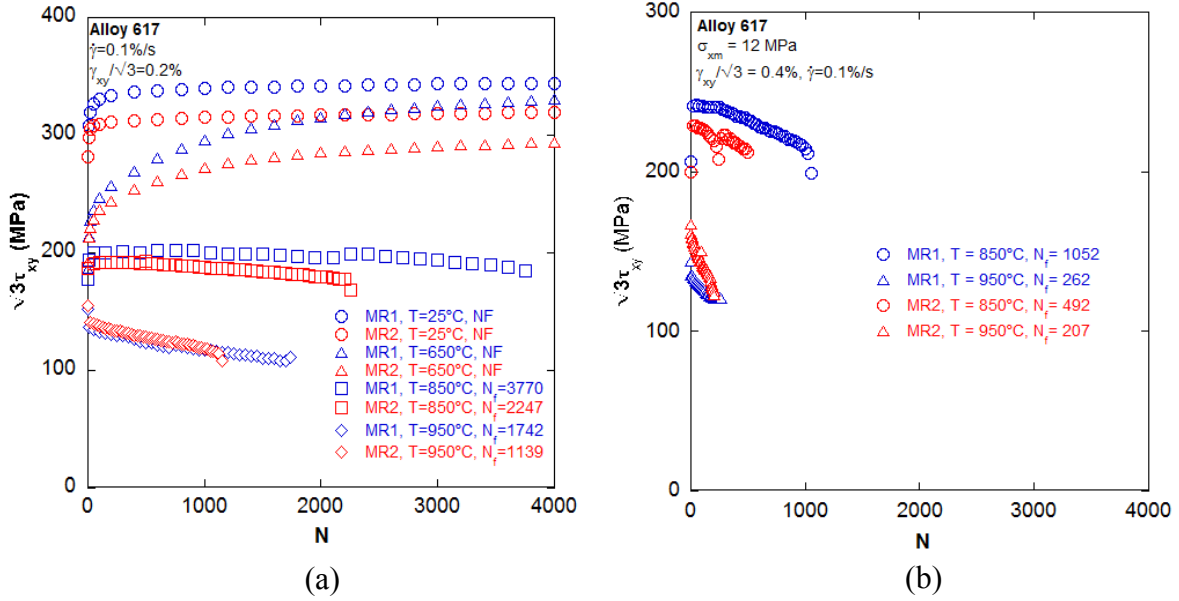 Alloy 617
γ̇=0.1%/s
γxy/√3=0.2%
400
300
200
100
0
√3τxy (MPa)
MR1, T=25°C, NF
MR2, T=25°C, NF
MR1, T=650°C, NF
MR2, T=650°C, NF
MR1, T=850°C, Nf=3770
MR2, T=850°C, Nf=2247
MR1, T=950°C, Nf=1742
MR2, T=950°C, Nf=1139
0 1000 2000 3000 4000
N
(a)
Alloy 617
σxm = 12 MPa
γxy/√3 = 0.4%, γ̇=0.1%/s
300
200
100
0
√3τxy (MPa)
MR1, T = 850°C, Nf= 1052
MR1, T = 950°C, Nf= 262
MR2, T = 850°C, Nf= 492
MR2, T = 950°C, Nf= 207
0 1000 2000 3000 4000
N
(b)